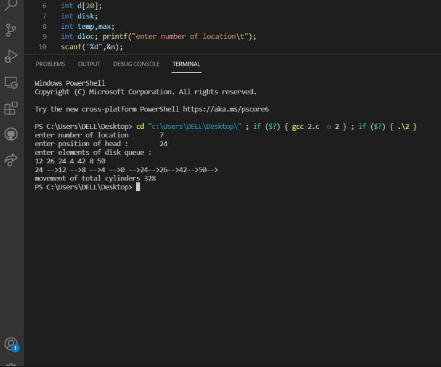 6 int d[20];
7 int disk;
8 int temp,max;
9 int dloc; printf("enter number of location\t");
10 scanf("%d",&n);
PROBLEMS OUTPUT DEBUG CONSOLE TERMINAL
Windows PowerShell
Copyright (C) Microsoft Corporation. All rights reserved.
Try the new cross-platform PowerShell https://aka.ms/pscore6
PS C:\Users\DELL\Desktop> cd "c:\Users\DELL\Desktop\" ; if ($?) { gcc 2.c -o 2 } ; if ($?) { .\2 }
enter number of location 7
enter position of head : 24
enter elements of disk queue :
12 26 24 4 42 8 50
24 -->12 -->8 -->4 -->0 -->24-->26-->42-->50-->
movement of total cylinders 328
PS C:\Users\DELL\Desktop>
1